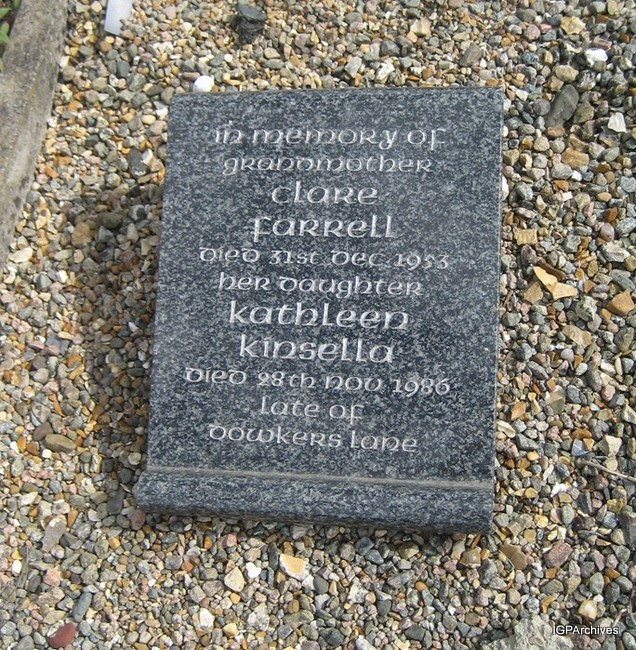 in memory of
grandmother
clare
farrell
died 31st dec. 1953
her daughter
kathleen
kinsella
died 28th nov. 1986
late of
dowkers lane
IGPArchives